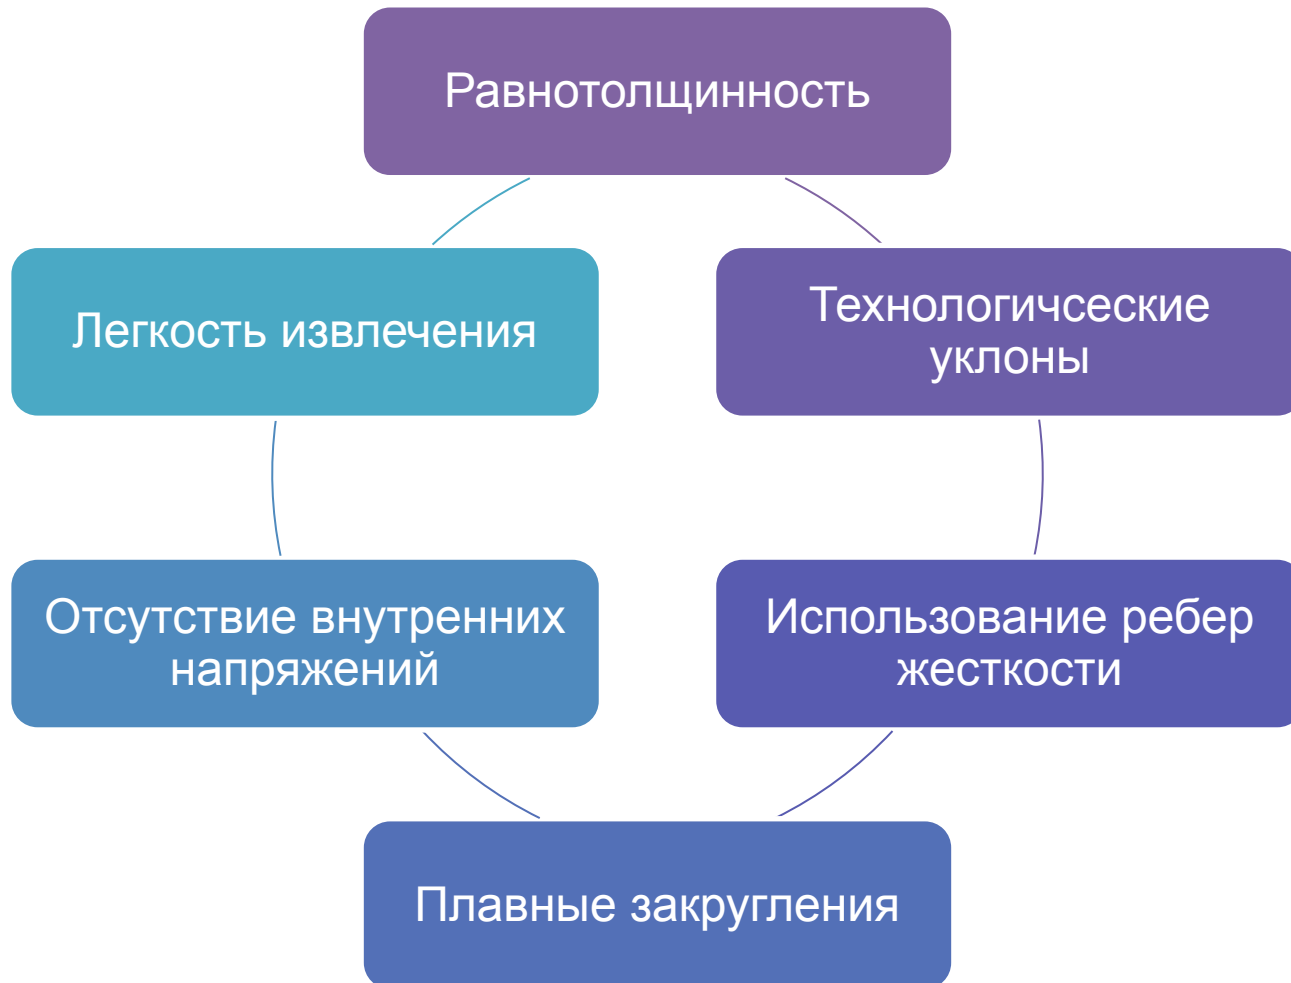 Равнотолщинность
Легкость извлечения
Технологичсеские
уклоны
Отсутствие внутренних
напряжений
Использование ребер
жесткости
Плавные закругления